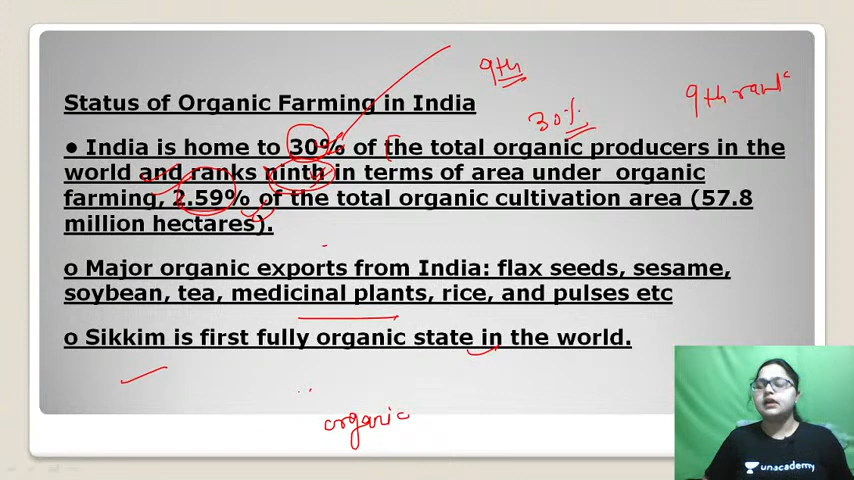 9th
9th rank
Status of Organic Farming in India
30%
● India is home to 30% of the total organic producers in the
world and ranks ninth in terms of area under organic
farming, 2.59% of the total organic cultivation area (57.8
million hectares).
o Major organic exports from India: flax seeds, sesame,
soybean, tea, medicinal plants, rice, and pulses etc
o Sikkim is first fully organic state in the world.
organic
unacademy